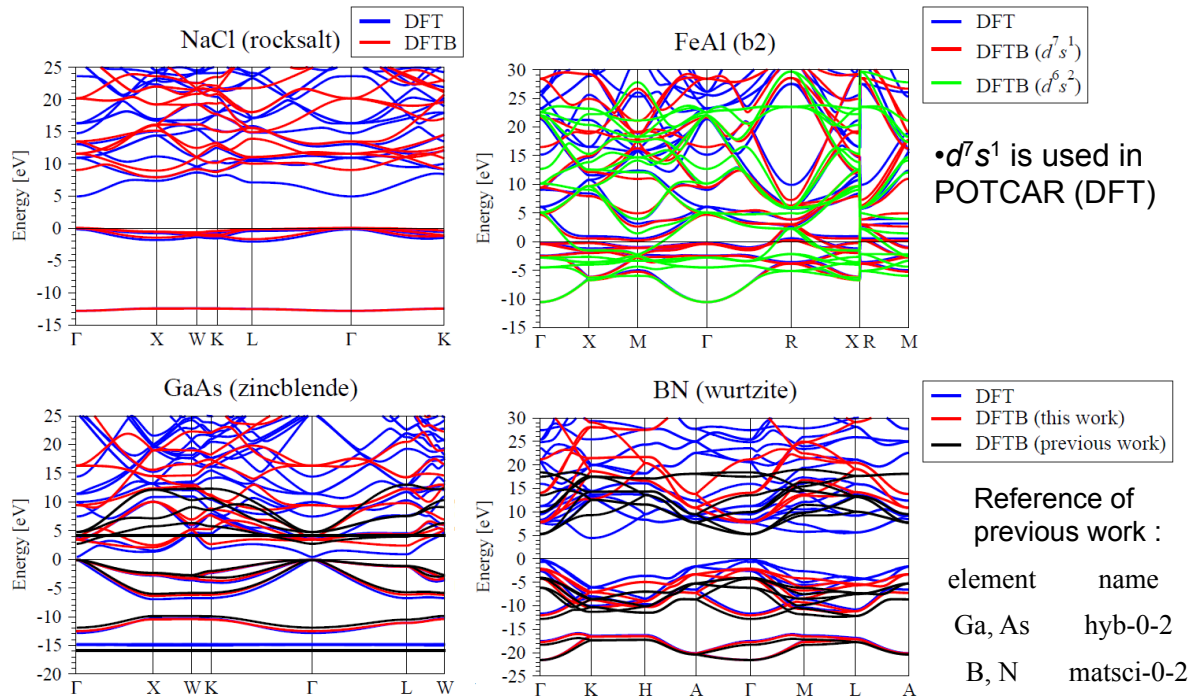 NaCl (rocksalt)
DFT
DFTB
Energy [eV]
25
20
15
10
5
0
-5
-10
-15
Γ X W K L Γ K
FeAl (b2)
DFT
DFTB (d⁷s¹)
DFTB (d⁶s²)
Energy [eV]
30
25
20
15
10
5
0
-5
-10
-15
Γ X M Γ R X R M
•d⁷s¹ is used in
POTCAR (DFT)
GaAs (zincblende)
Energy [eV]
25
20
15
10
5
0
-5
-10
-15
-20
Γ X W K Γ L W
BN (wurtzite)
Energy [eV]
30
25
20
15
10
5
0
-5
-10
-15
-20
-25
Γ K H A Γ M L A
DFT
DFTB (this work)
DFTB (previous work)
Reference of
previous work :
element name
Ga, As hyb-0-2
B, N matsci-0-2